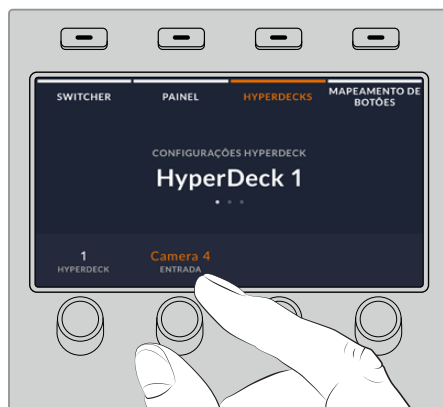 SWITCHER PAINEL HYPERDECKS MAPEAMENTO DE
BOTÕES
CONFIGURAÇÕES HYPERDECK
HyperDeck 1
1 Camera 4
HYPERDECK ENTRADA